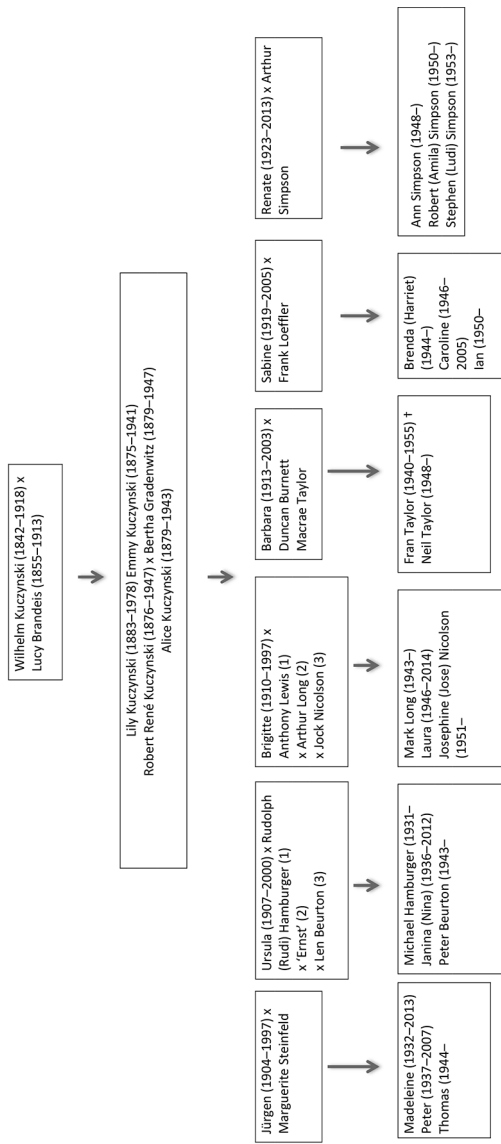 Wilhelm Kuczynski (1842–1918) x
Lucy Brandeis (1855–1913)
Lily Kuczynski (1883–1978) Emmy Kuczynski (1875–1941)
Robert René Kuczynski (1876–1947) x Bertha Gradenwitz (1879–1947)
Alice Kuczynski (1879–1943)
Jürgen (1904–1997) x
Marguerite Steinfeld
Ursula (1907–2000) x Rudolph
(Rudi) Hamburger (1)
x ‘Ernst’ (2)
x Len Beurton (3)
Brigitte (1910–1997) x
Anthony Lewis (1)
x Arthur Long (2)
x Jock Nicolson (3)
Barbara (1913–2003) x
Duncan Burnett
Macrae Taylor
Sabine (1919–2005) x
Frank Loeffler
Renate (1923–2013) x Arthur
Simpson
Madeleine (1932–2013)
Peter (1937–2007)
Thomas (1944–
Michael Hamburger (1931–
Janina (Nina) (1936–2012)
Peter Beurton (1943–
Mark Long (1943–)
Laura (1946–2014)
Josephine (Jose) Nicolson
(1951–
Fran Taylor (1940–1955) †
Neil Taylor (1948–)
Brenda (Harriet)
(1944–)
Caroline (1946–
2005)
Ian (1950–
Ann Simpson (1948–)
Robert (Amila) Simpson (1950–)
Stephen (Ludi) Simpson (1953–)